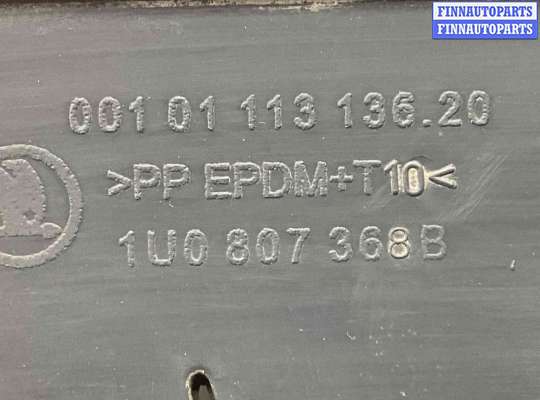 FINNAUTOPARTS
FINNAUTOPARTS
001 01 113 136.20
>PP EPDM+T10<
1U0 807 368B